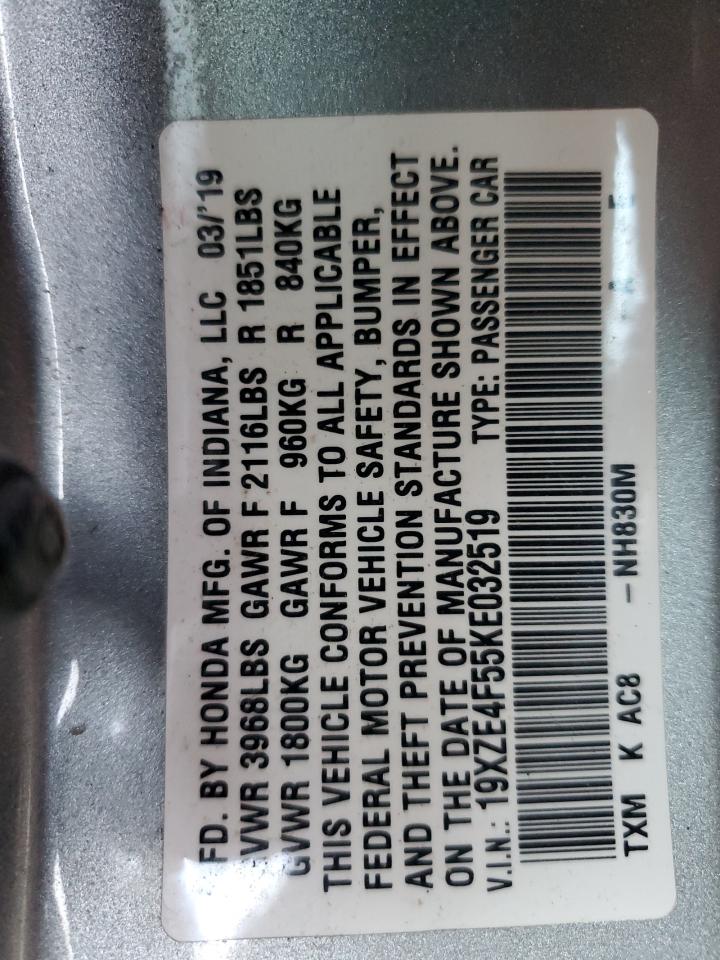 FD. BY HONDA MFG. OF INDIANA, LLC 03/'19
VWR 3968LBS GAWR F 2116LBS R 1851LBS
GVWR 1800KG GAWR F 960KG R 840KG
THIS VEHICLE CONFORMS TO ALL APPLICABLE
FEDERAL MOTOR VEHICLE SAFETY, BUMPER,
AND THEFT PREVENTION STANDARDS IN EFFECT
ON THE DATE OF MANUFACTURE SHOWN ABOVE.
V.I.N.: 19XZE4F55KE032519 TYPE: PASSENGER CAR
TXM K AC8 – NH830M